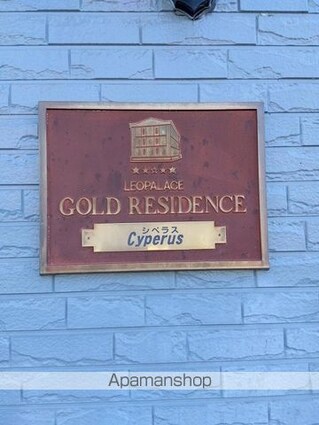 LEOPALACE
GOLD RESIDENCE
シペラス
Cyperus
Apamanshop